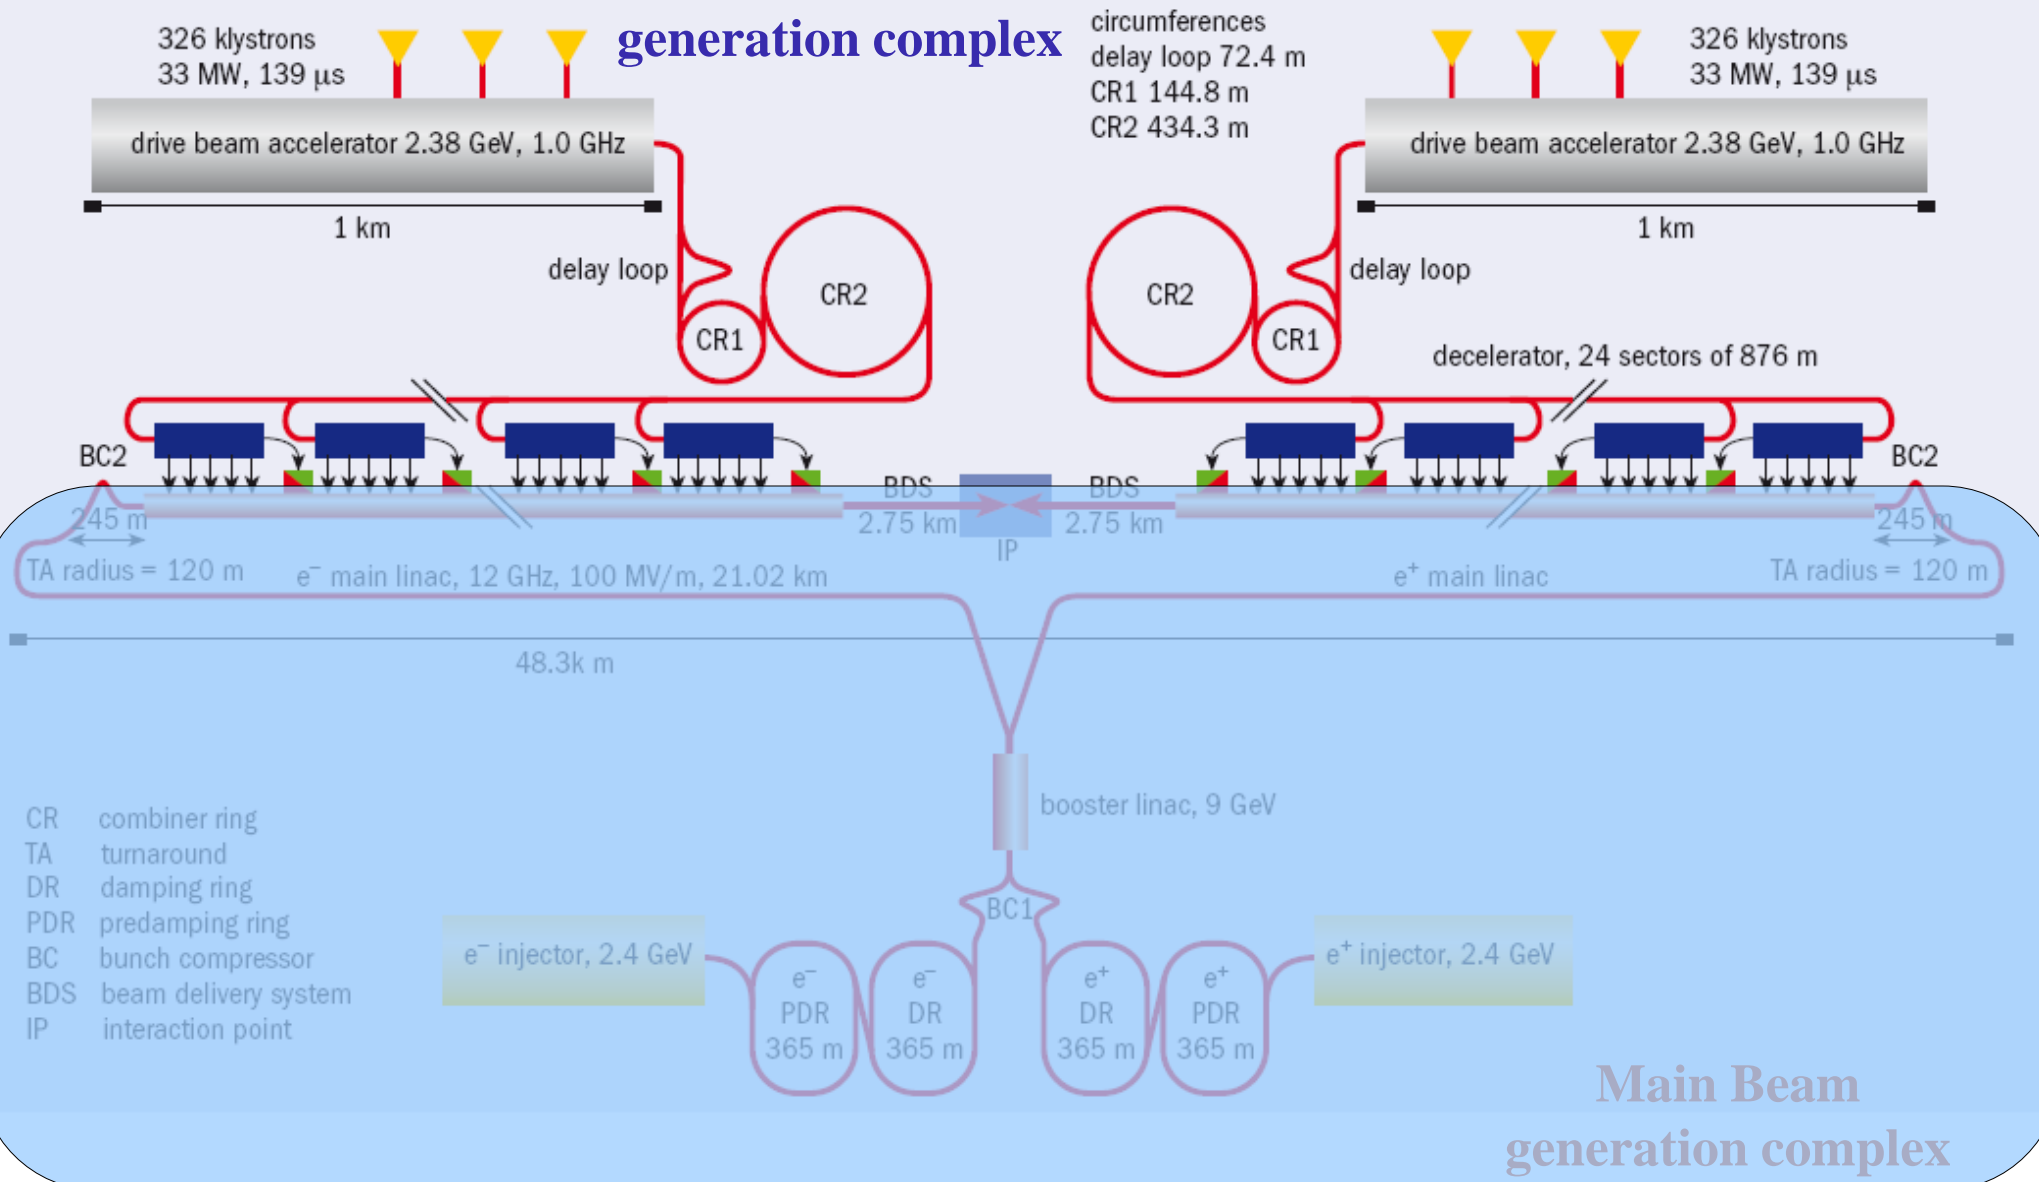 generation complex
326 klystrons
33 MW, 139 μs
circumferences
delay loop 72.4 m
CR1 144.8 m
CR2 434.3 m
326 klystrons
33 MW, 139 μs
drive beam accelerator 2.38 GeV, 1.0 GHz
drive beam accelerator 2.38 GeV, 1.0 GHz
1 km
1 km
delay loop
CR2
CR1
CR2
CR1
delay loop
decelerator, 24 sectors of 876 m
BC2
BC2
BDS
2.75 km
BDS
2.75 km
IP
245 m
245 m
TA radius = 120 m
e⁻ main linac, 12 GHz, 100 MV/m, 21.02 km
e⁺ main linac
TA radius = 120 m
48.3k m
booster linac, 9 GeV
CR combiner ring
TA turnaround
DR damping ring
PDR predamping ring
BC bunch compressor
BDS beam delivery system
IP interaction point
BC1
e⁻ injector, 2.4 GeV
e⁻
PDR
365 m
e⁻
DR
365 m
e⁺
DR
365 m
e⁺
PDR
365 m
e⁺ injector, 2.4 GeV
Main Beam
generation complex